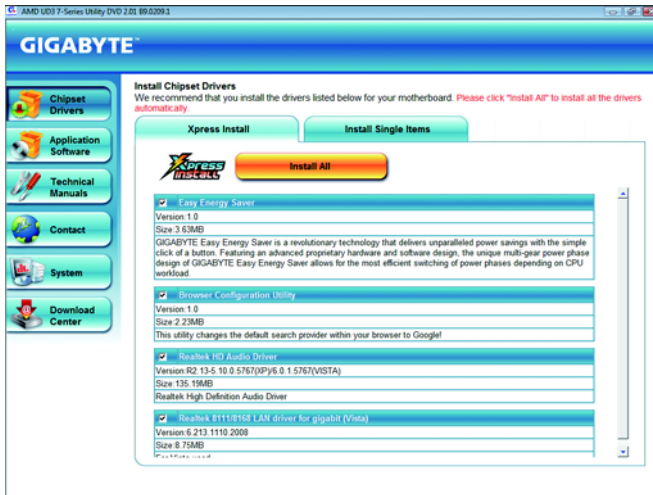 AMD UD3 7-Series Utility DVD 2.01 B9.0209.1
GIGABYTE™
Chipset
Drivers
Application
Software
Technical
Manuals
Contact
System
Download
Center
Install Chipset Drivers
We recommend that you install the drivers listed below for your motherboard. Please click "Install All" to install all the drivers
automatically.
Xpress Install
Install Single Items
Xpress
INSTALL
Install All
Easy Energy Saver
Version:1.0
Size:3.63MB
GIGABYTE Easy Energy Saver is a revolutionary technology that delivers unparalleled power savings with the simple
click of a button. Featuring an advanced proprietary hardware and software design, the unique multi-gear power phase
design of GIGABYTE Easy Energy Saver allows for the most efficient switching of power phases depending on CPU
workload.
Browser Configuration Utility
Version:1.0
Size:2.23MB
This utility changes the default search provider within your browser to Google!
Realtek HD Audio Driver
Version:R2.13-5.10.0.5767(XP)/6.0.1.5767(VISTA)
Size:135.19MB
Realtek High Definition Audio Driver
Realtek 8111/8168 LAN driver for gigabit (Vista)
Version:6.213.1110.2008
Size:8.75MB